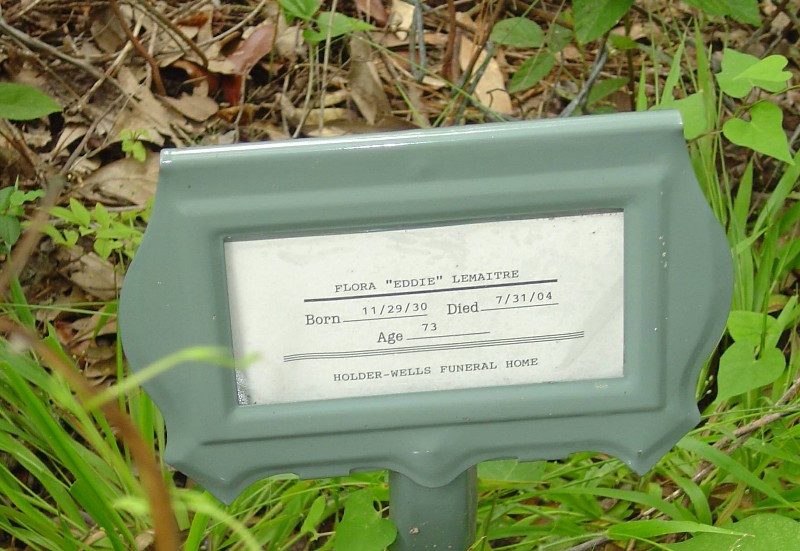 FLORA "EDDIE" LEMAITRE
Born 11/29/30 Died 7/31/04
Age 73
HOLDER-WELLS FUNERAL HOME